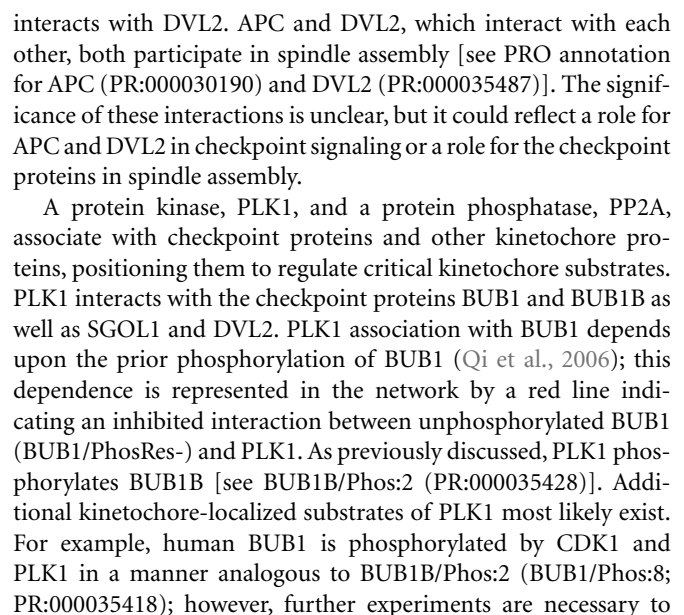 interacts with DVL2. APC and DVL2, which interact with each
other, both participate in spindle assembly [see PRO annotation
for APC (PR:000030190) and DVL2 (PR:000035487)]. The signif-
icance of these interactions is unclear, but it could reflect a role for
APC and DVL2 in checkpoint signaling or a role for the checkpoint
proteins in spindle assembly.
A protein kinase, PLK1, and a protein phosphatase, PP2A,
associate with checkpoint proteins and other kinetochore pro-
teins, positioning them to regulate critical kinetochore substrates.
PLK1 interacts with the checkpoint proteins BUB1 and BUB1B as
well as SGOL1 and DVL2. PLK1 association with BUB1 depends
upon the prior phosphorylation of BUB1 (Qi et al., 2006); this
dependence is represented in the network by a red line indi-
cating an inhibited interaction between unphosphorylated BUB1
(BUB1/PhosRes-) and PLK1. As previously discussed, PLK1 phos-
phorylates BUB1B [see BUB1B/Phos:2 (PR:000035428)]. Addi-
tional kinetochore-localized substrates of PLK1 most likely exist.
For example, human BUB1 is phosphorylated by CDK1 and
PLK1 in a manner analogous to BUB1B/Phos:2 (BUB1/Phos:8;
PR:000035418); however, further experiments are necessary to